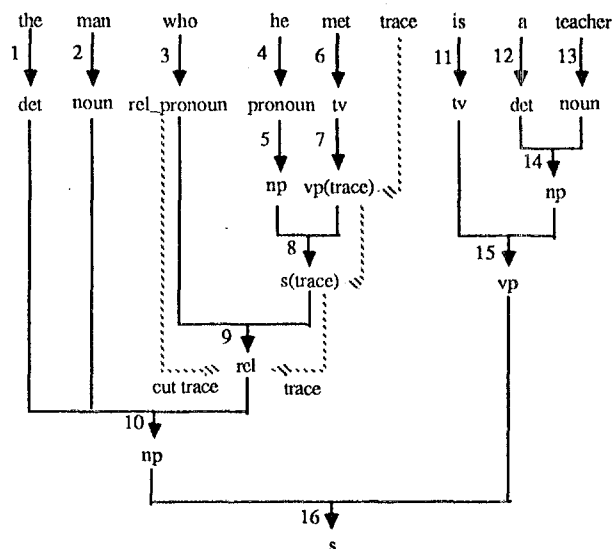 the man who he met trace is a teacher
1 2 3 4 6 11 12 13
det noun rel_pronoun pronoun tv tv det noun
5 7 14
np vp(trace) np
8 15
s(trace) vp
9
rel
cut trace trace
10
np
16
s